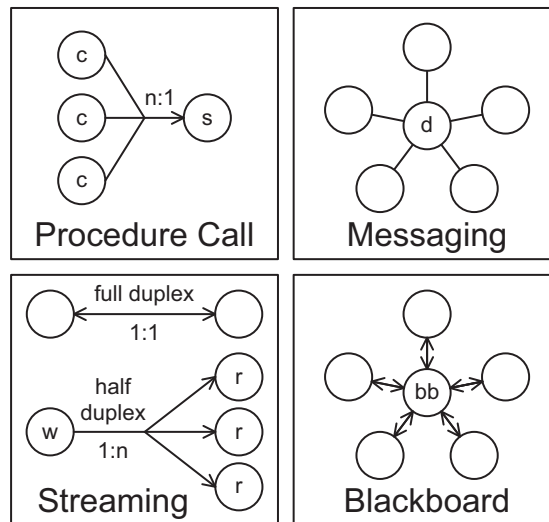 c
c
c
n:1
s
Procedure Call
d
Messaging
full duplex
1:1
w
half
duplex
1:n
r
r
r
Streaming
bb
Blackboard